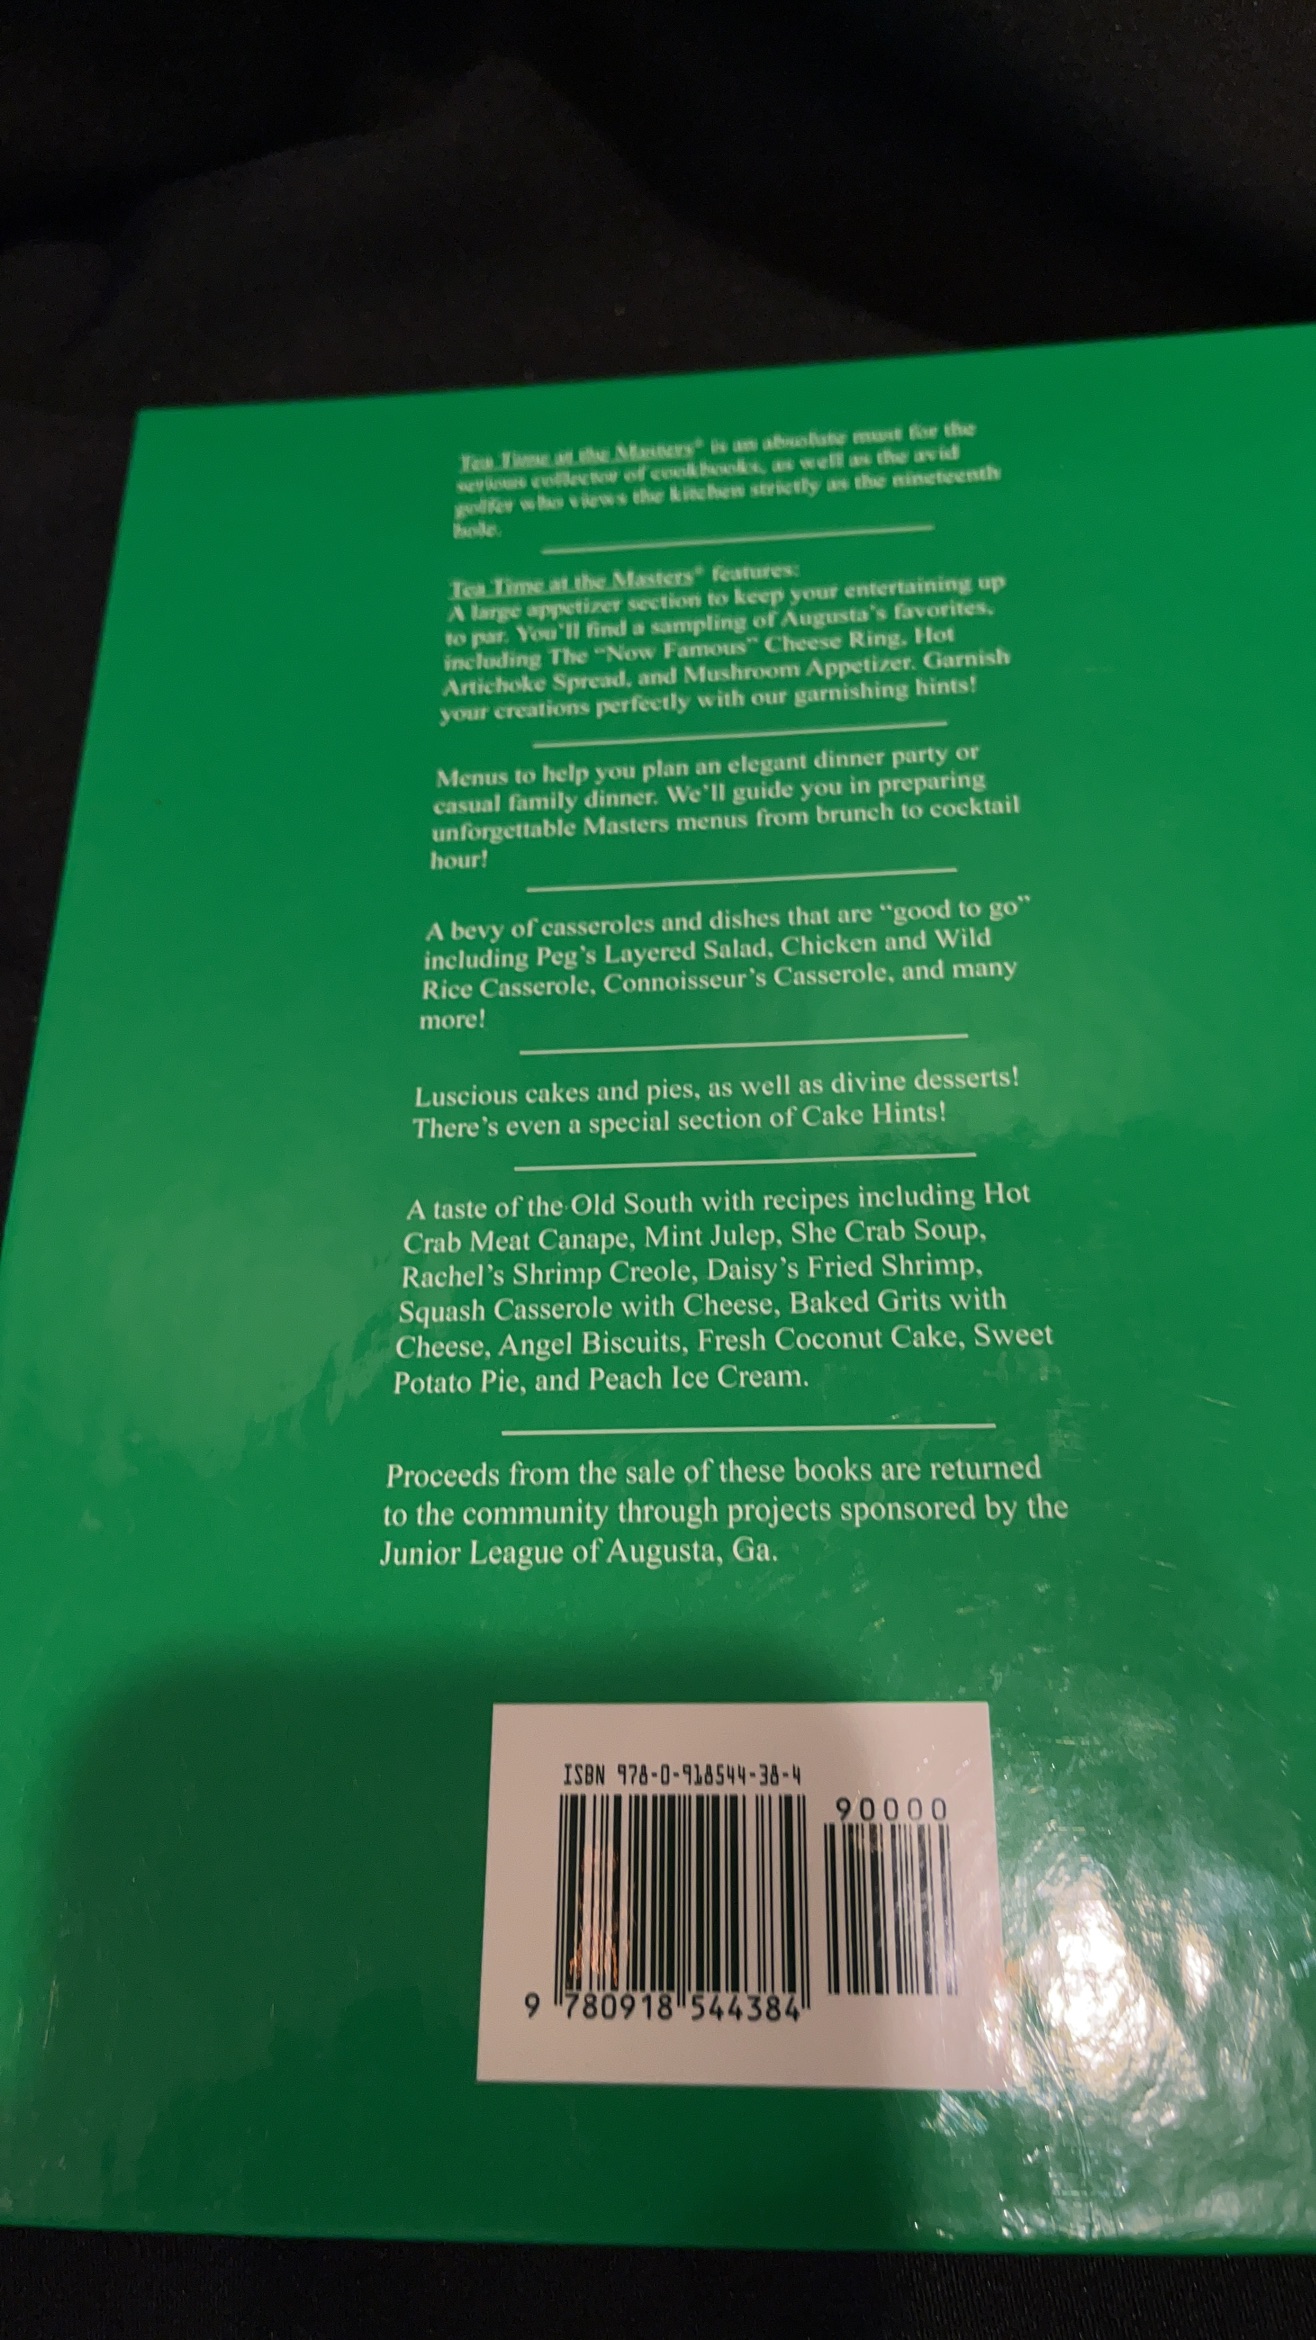 Tea Time at the Masters® is an absolute must for the
serious collector of cookbooks, as well as the avid
golfer who views the kitchen strictly as the nineteenth
hole.
Tea Time at the Masters® features:
A large appetizer section to keep your entertaining up
to par. You'll find a sampling of Augusta's favorites,
including The "Now Famous" Cheese Ring, Hot
Artichoke Spread, and Mushroom Appetizer. Garnish
your creations perfectly with our garnishing hints!
Menus to help you plan an elegant dinner party or
casual family dinner. We'll guide you in preparing
unforgettable Masters menus from brunch to cocktail
hour!
A bevy of casseroles and dishes that are "good to go"
including Peg's Layered Salad, Chicken and Wild
Rice Casserole, Connoisseur's Casserole, and many
more!
Luscious cakes and pies, as well as divine desserts!
There's even a special section of Cake Hints!
A taste of the Old South with recipes including Hot
Crab Meat Canape, Mint Julep, She Crab Soup,
Rachel's Shrimp Creole, Daisy's Fried Shrimp,
Squash Casserole with Cheese, Baked Grits with
Cheese, Angel Biscuits, Fresh Coconut Cake, Sweet
Potato Pie, and Peach Ice Cream.
Proceeds from the sale of these books are returned
to the community through projects sponsored by the
Junior League of Augusta, Ga.
ISBN 978-0-918544-38-4
90000
9 780918 544384